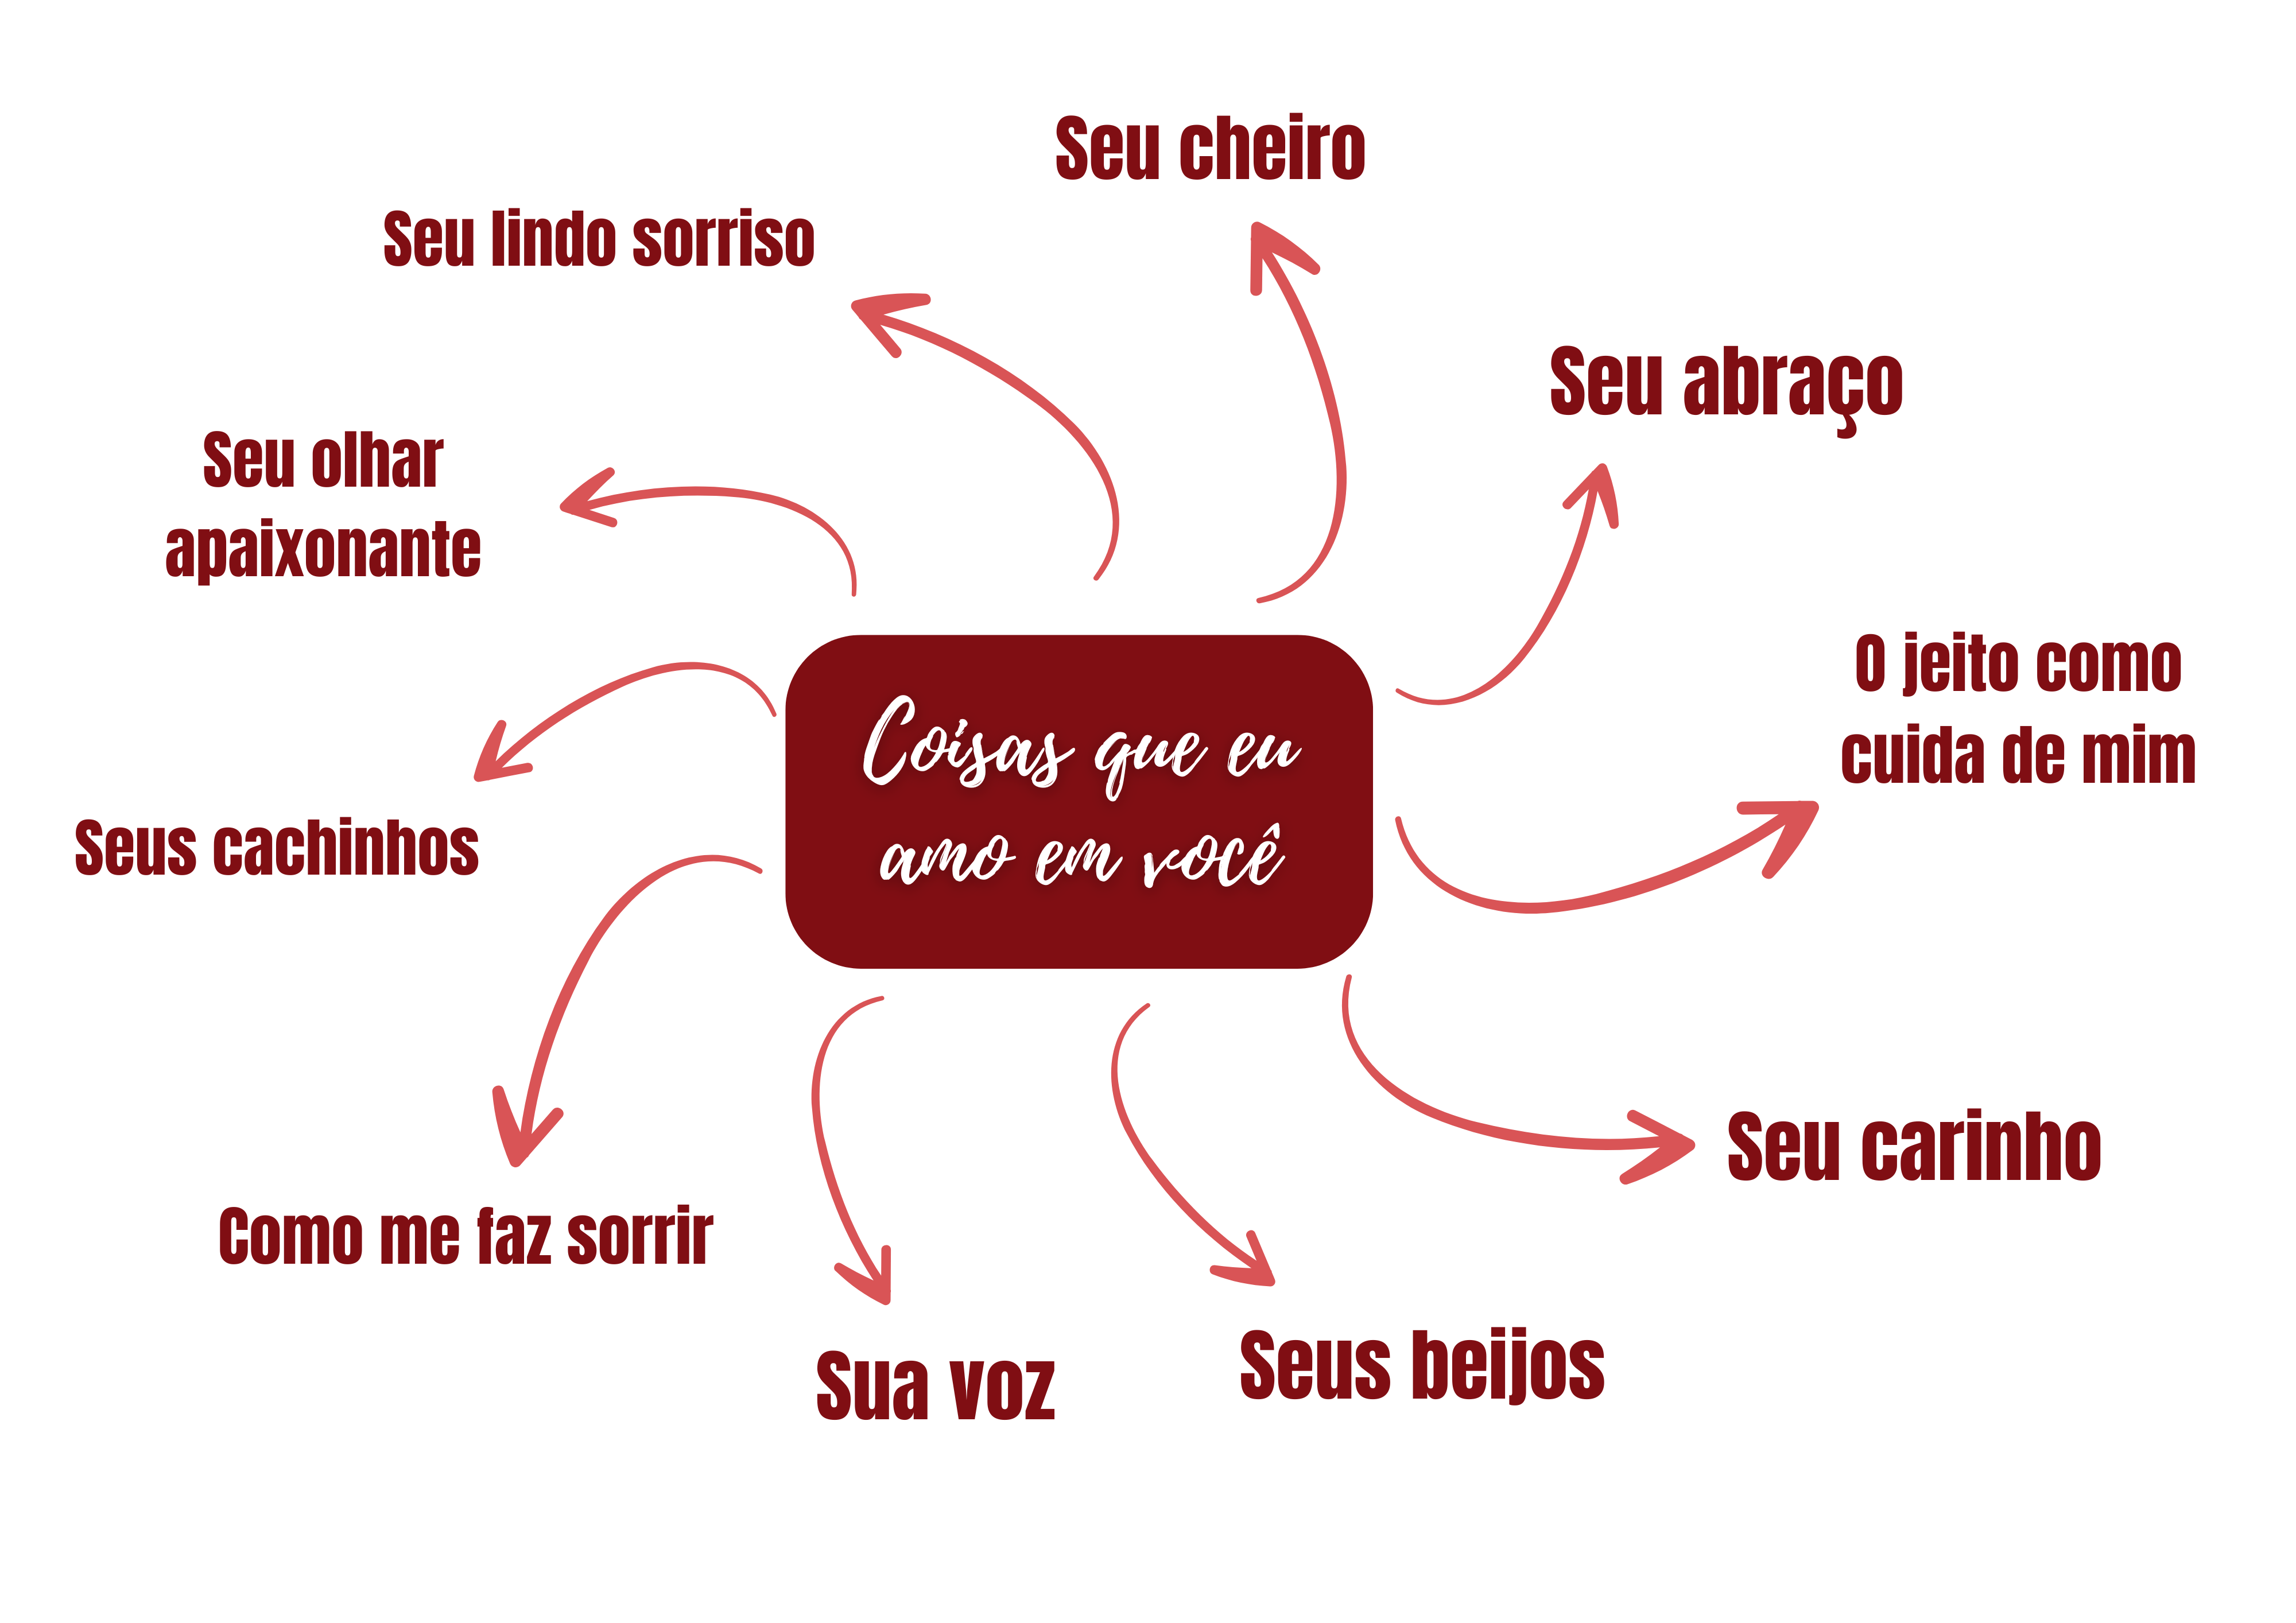 Seu cheiro
Seu lindo sorriso
Seu abraço
Seu olhar
apaixonante
O jeito como
cuida de mim
Coisas que eu
amo em você
Seus cachinhos
Seu carinho
Como me faz sorrir
Seus beijos
Sua voz